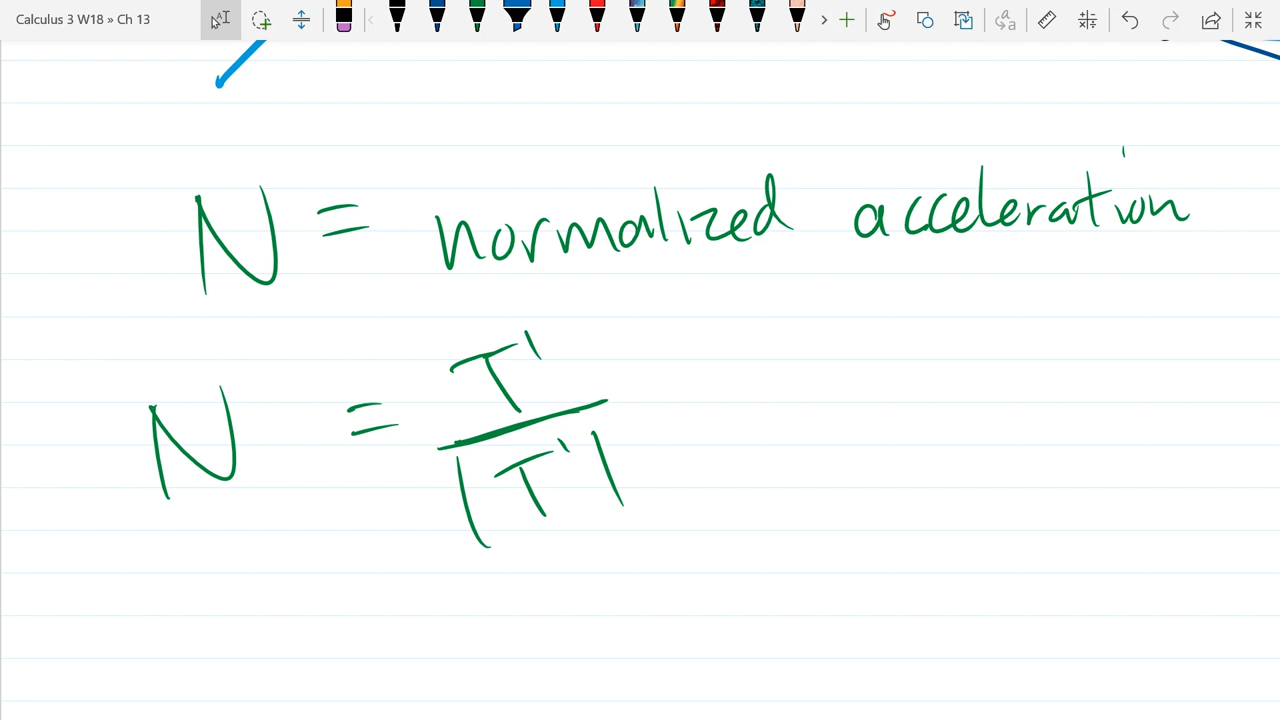 Calculus 3 W18 » Ch 13
N = normalized acceleration
N = T' / |T'|